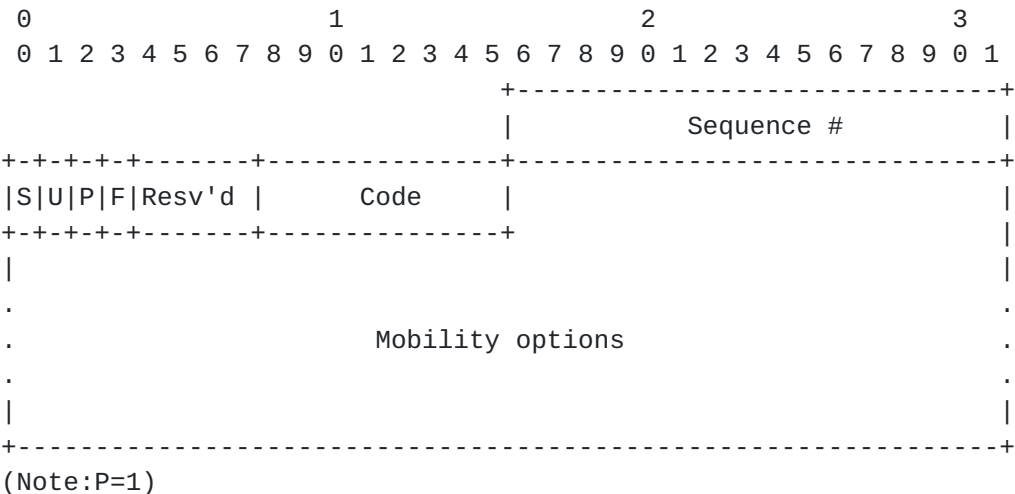 0                   1                   2                   3
 0 1 2 3 4 5 6 7 8 9 0 1 2 3 4 5 6 7 8 9 0 1 2 3 4 5 6 7 8 9 0 1
                                +-------------------------------+
                                |           Sequence #          |
+-+-+-+-+-------+---------------+-------------------------------+
|S|U|P|F|Resv'd |      Code     |                               |
+-+-+-+-+-------+---------------+                               |
|                                                               |
.                                                               .
.                       Mobility options                        .
.                                                               .
|                                                               |
+---------------------------------------------------------------+
(Note:P=1)